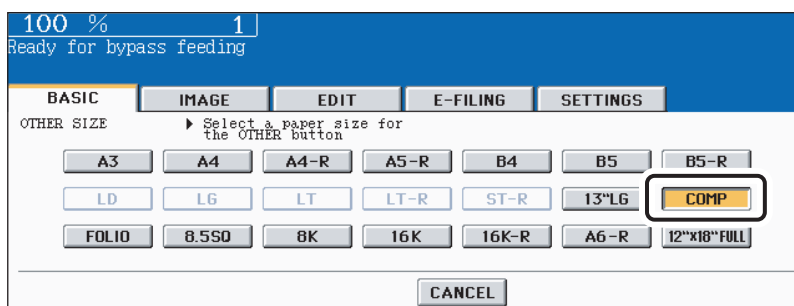 100 % 1
Ready for bypass feeding
BASIC IMAGE EDIT E-FILING SETTINGS
OTHER SIZE Select a paper size for
the OTHER button
A3 A4 A4-R A5-R B4 B5 B5-R
LD LG LT LT-R ST-R 13"LG COMP
FOLIO 8.5SQ 8K 16K 16K-R A6-R 12"x18"FULL
CANCEL